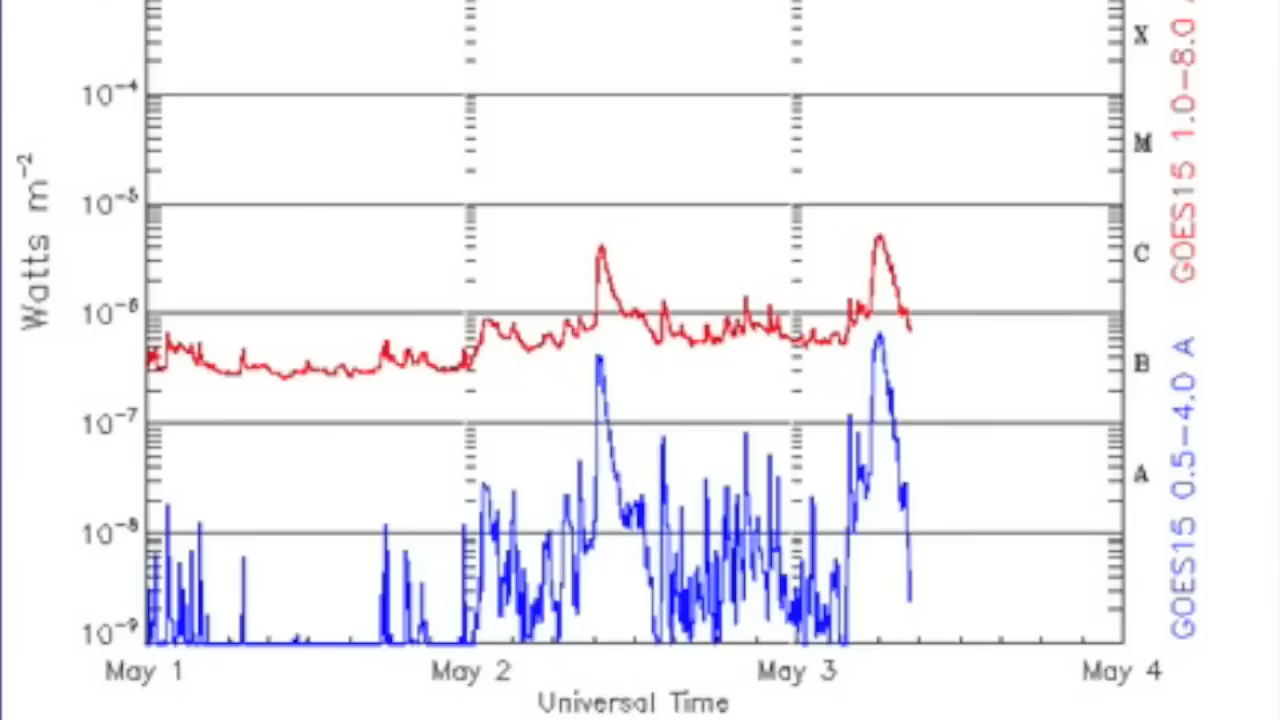 10⁻⁴
10⁻⁵
10⁻⁶
10⁻⁷
10⁻⁸
10⁻⁹
Watts m⁻²
May 1
May 2
May 3
May 4
Universal Time
X
M
C
B
A
GOES15 1.0-8.0
GOES15 0.5-4.0 A